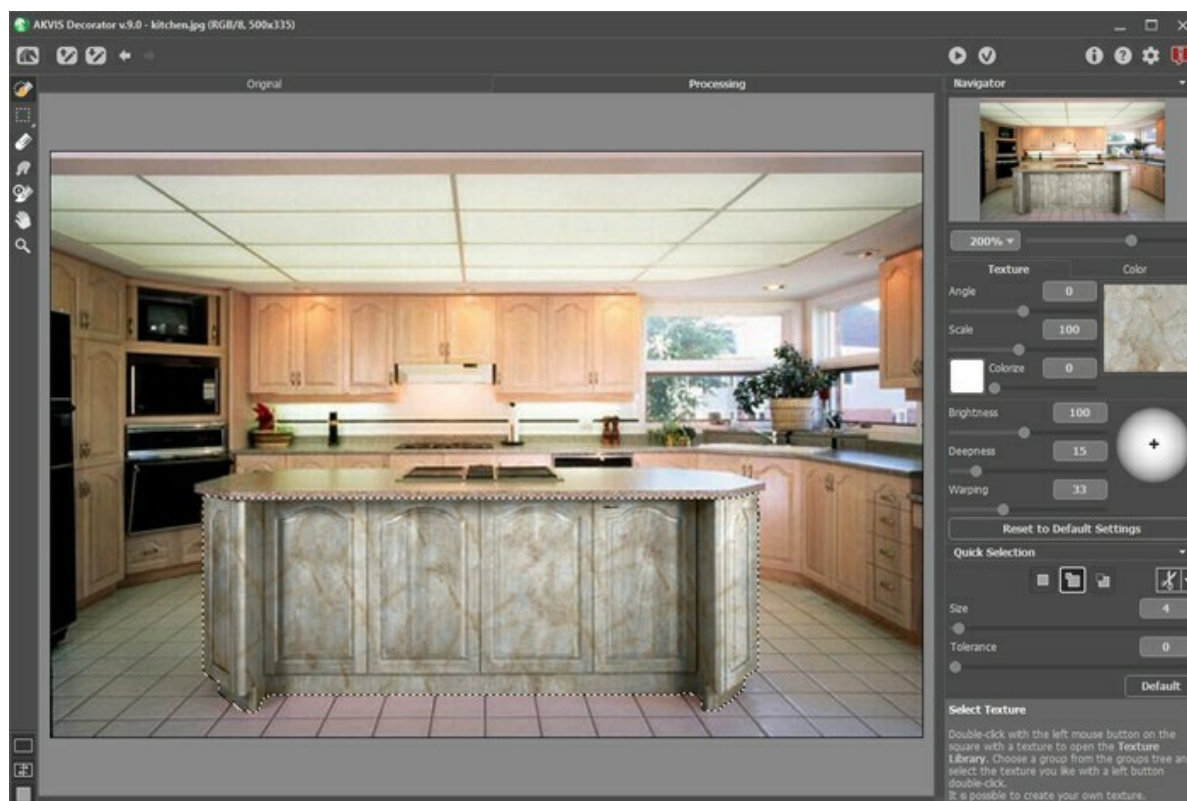 AKVIS Decorator v.9.0 - kitchen.jpg (RGB/8, 500x335)
Original
Processing
Navigator
200%
Texture
Color
Angle
0
Scale
100
Colorize
0
Brightness
100
Deepness
15
Warping
33
Reset to Default Settings
Quick Selection
Size
4
Tolerance
0
Default
Select Texture
Double-click with the left mouse button on the
square with a texture to open the Texture
Library. Choose a group from the groups tree an
select the texture you like with a left button
double-click.
It is possible to create your own texture.